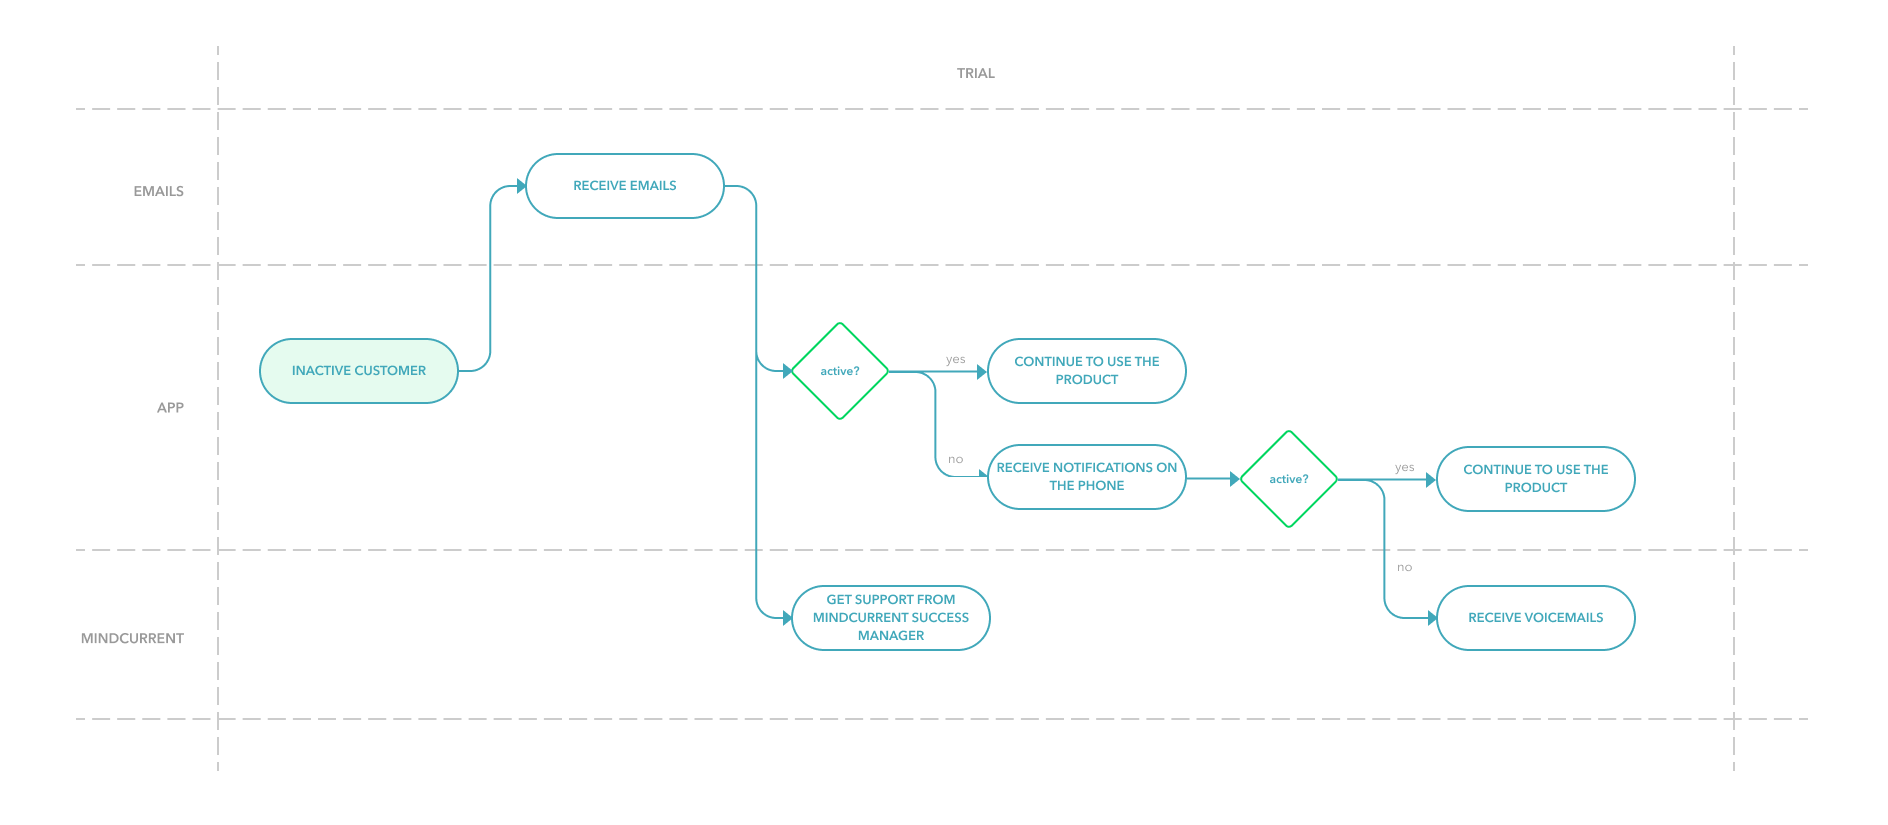 TRIAL
EMAILS
RECEIVE EMAILS
APP
INACTIVE CUSTOMER
active?
yes
CONTINUE TO USE THE
PRODUCT
no
RECEIVE NOTIFICATIONS ON
THE PHONE
active?
yes
CONTINUE TO USE THE
PRODUCT
no
MINDCURRENT
GET SUPPORT FROM
MINDCURRENT SUCCESS
MANAGER
RECEIVE VOICEMAILS